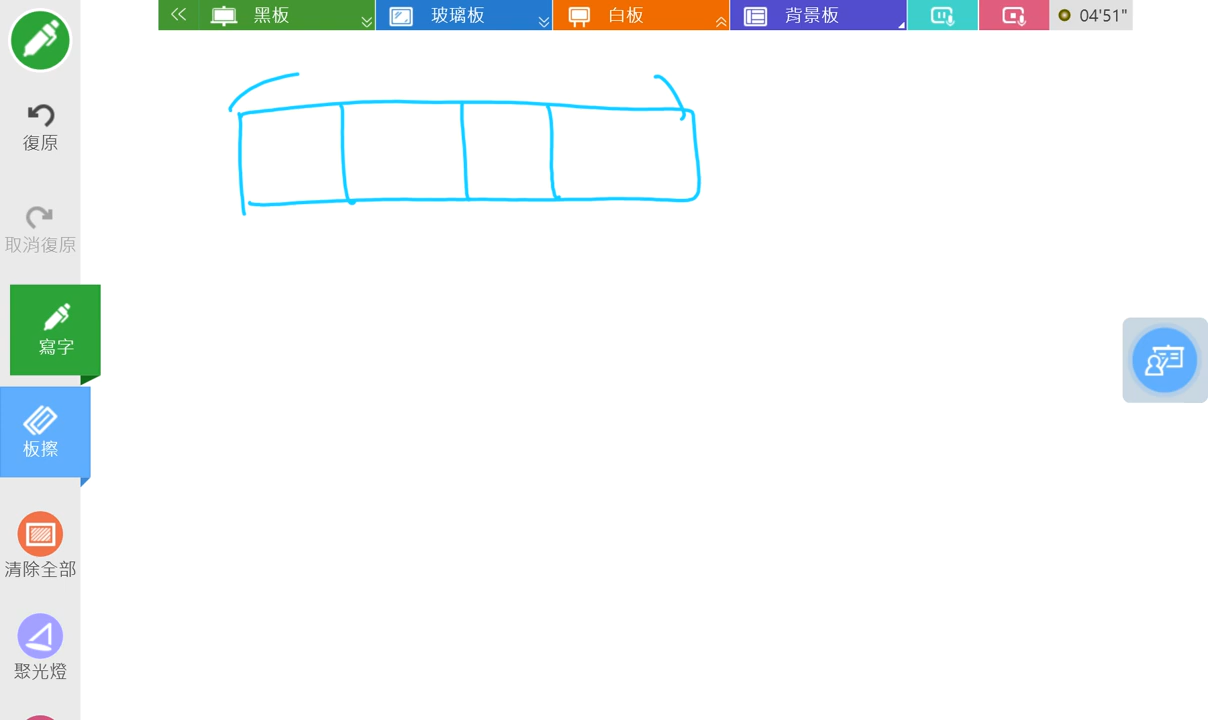 黑板 玻璃板 白板 背景板 04'51"
復原
取消復原
寫字
板擦
清除全部
聚光燈